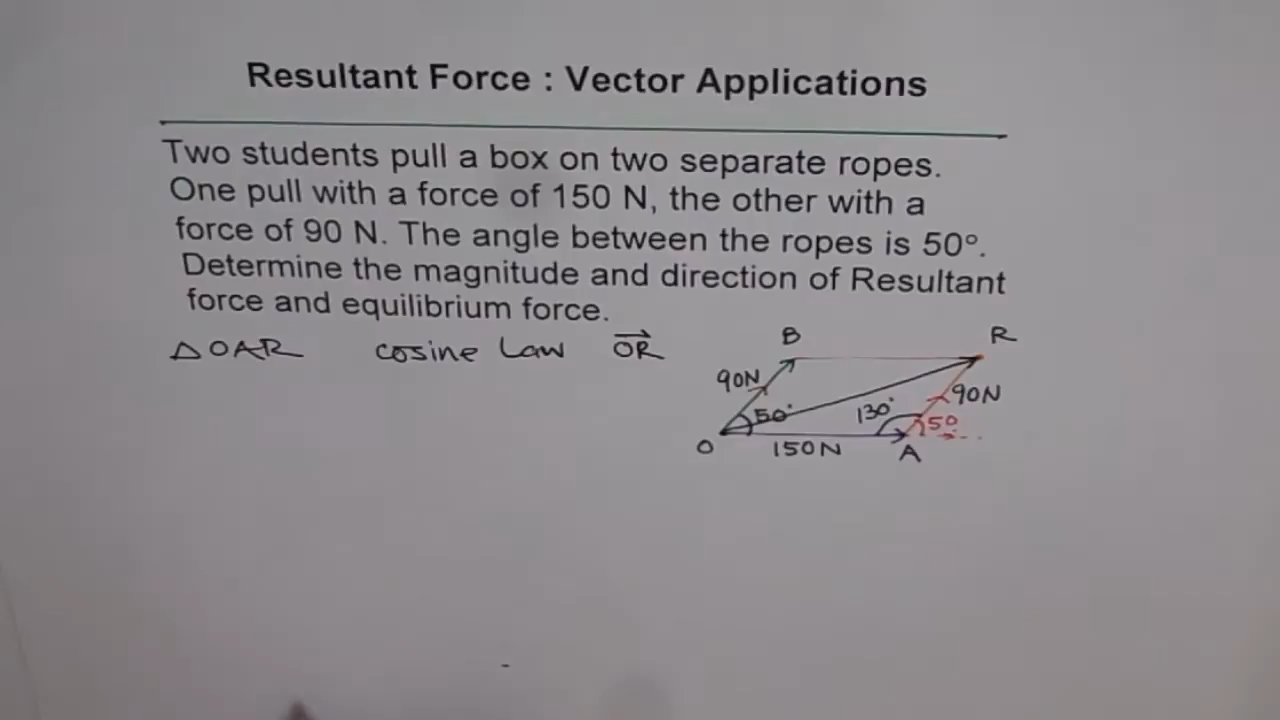 Resultant Force : Vector Applications
Two students pull a box on two separate ropes.
One pull with a force of 150 N, the other with a
force of 90 N. The angle between the ropes is 50°.
Determine the magnitude and direction of Resultant
force and equilibrium force.
△OAR cosine Law OR
B R
90N 50° 130° 90N
50
O 150N A